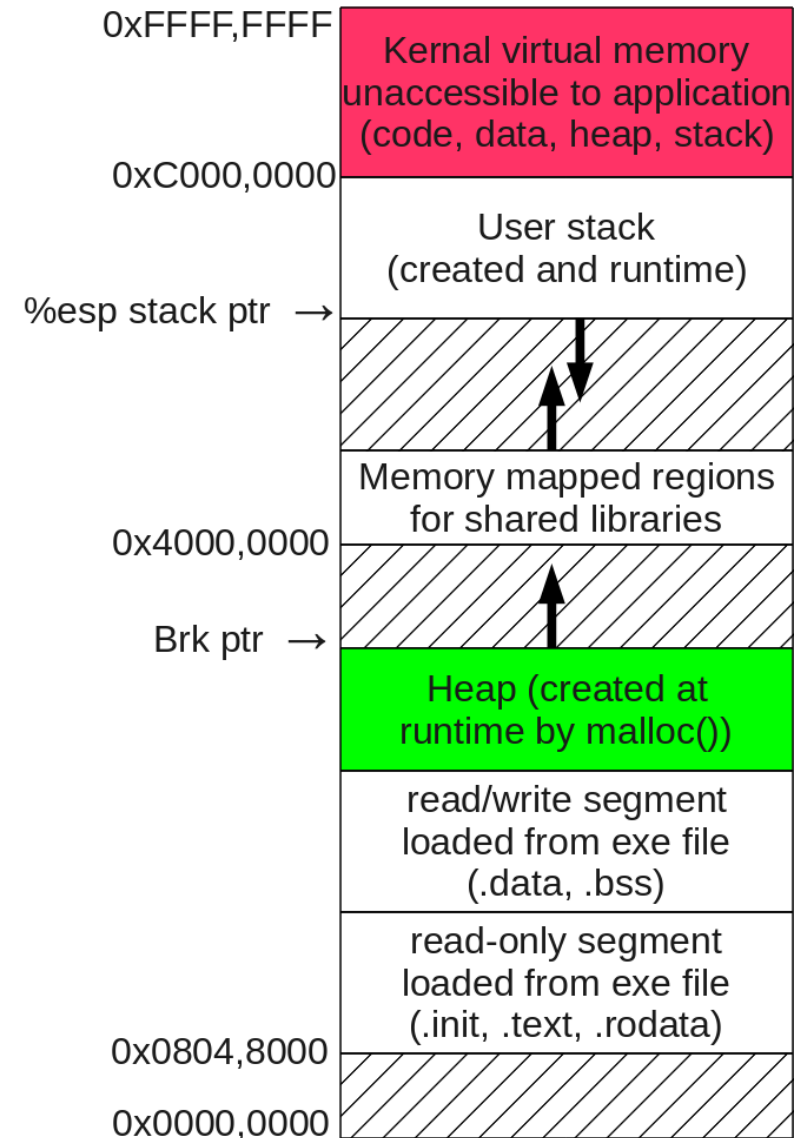 0xFFFF,FFFF
Kernal virtual memory
unaccessible to application
(code, data, heap, stack)
0xC000,0000
User stack
(created and runtime)
%esp stack ptr →
Memory mapped regions
for shared libraries
0x4000,0000
Brk ptr →
Heap (created at
runtime by malloc())
read/write segment
loaded from exe file
(.data, .bss)
read-only segment
loaded from exe file
(.init, .text, .rodata)
0x0804,8000
0x0000,0000